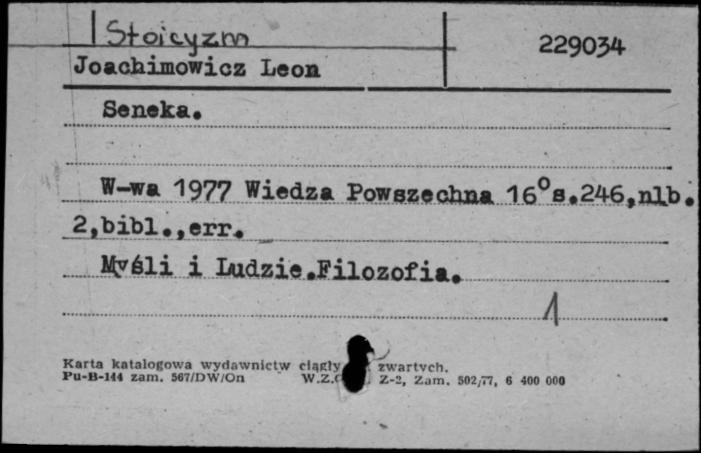 Stoicyzm
229034
Joachimowicz Leon
Seneka.
W-wa 1977 Wiedza Powszechna 16° s.246,nlb.
2,bibl.,err.
Myśli i Ludzie.Filozofia.
1
Karta katalogowa wydawnictw ciągły zwartych.
Pu-B-144 zam. 567/DW/On W.Z. Z-2, Zam. 502/77, 6 400 000